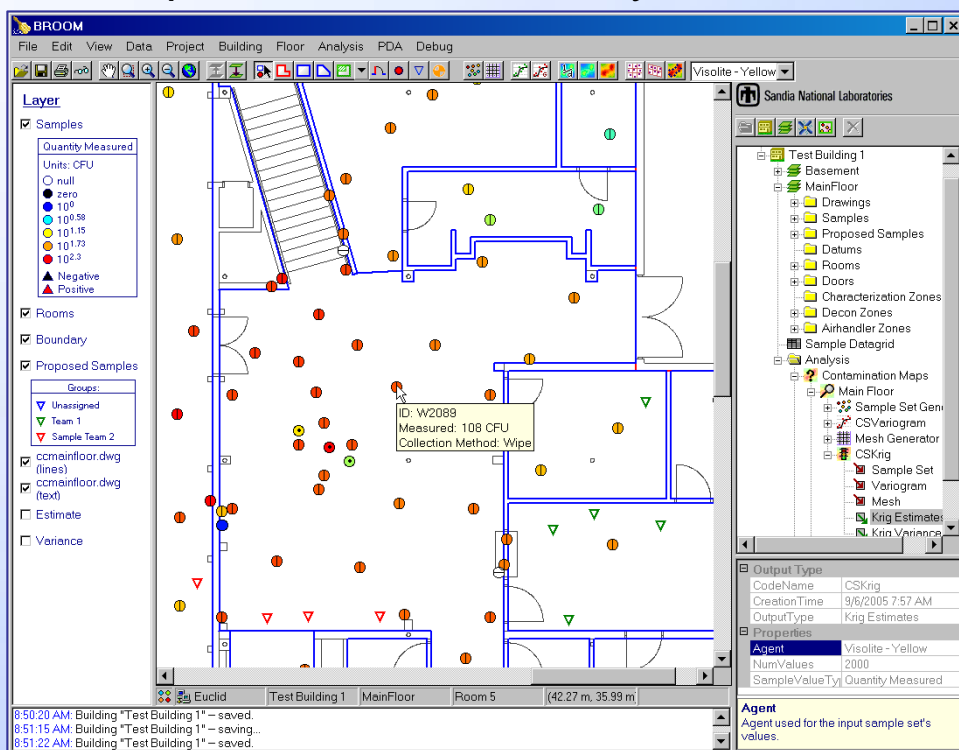 BROOM
File Edit View Data Project Building Floor Analysis PDA Debug
Visolite - Yellow
Layer
Samples
Quantity Measured
Units: CFU
null
zero
10^0
10^0.58
10^1.15
10^1.73
10^2.3
Negative
Positive
Rooms
Boundary
Proposed Samples
Groups:
Unassigned
Team 1
Sample Team 2
ccmainfloor.dwg
(lines)
ccmainfloor.dwg
(text)
Estimate
Variance
ID: W2089
Measured: 108 CFU
Collection Method: Wipe
Sandia National Laboratories
Test Building 1
Basement
MainFloor
Drawings
Samples
Proposed Samples
Datums
Rooms
Doors
Characterization Zones
Decon Zones
Airhandler Zones
Sample Datagrid
Analysis
Contamination Maps
Main Floor
Sample Set Gen
CSVariogram
Mesh Generator
CSKrig
Sample Set
Variogram
Mesh
Krig Estimates
Krig Variance
Output Type
CodeName CSKrig
CreationTime 9/6/2005 7:57 AM
OutputType Krig Estimates
Properties
Agent Visolite - Yellow
NumValues 2000
SampleValueTy Quantity Measured
Agent
Agent used for the input sample set's
values.
Euclid Test Building 1 MainFloor Room 5 (42.27 m, 35.99 m
8:50:20 AM: Building "Test Building 1" -- saved.
8:51:15 AM: Building "Test Building 1" -- saving...
8:51:22 AM: Building "Test Building 1" -- saved.